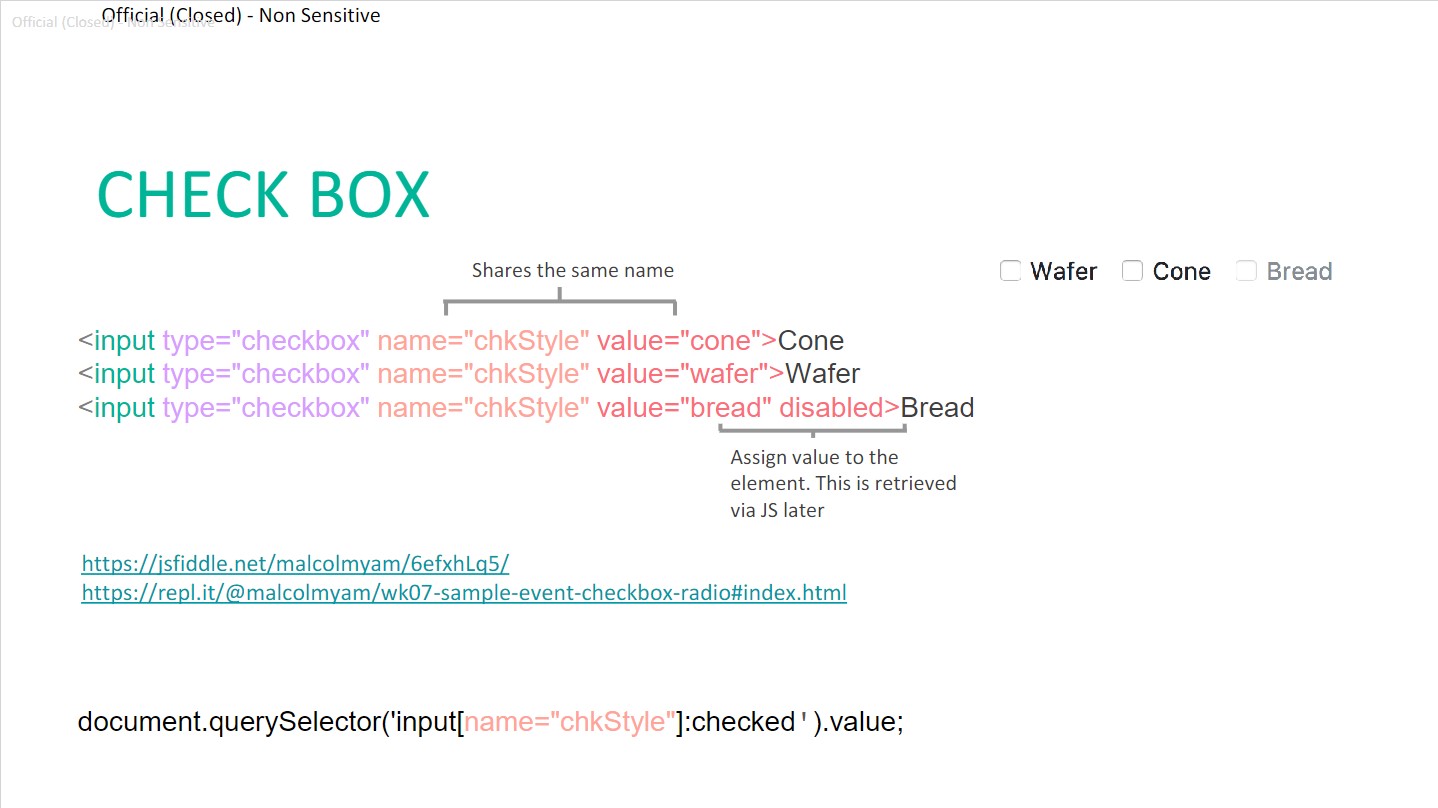 Official (Closed) - Non Sensitive
Official (Closed) - Non Sensitive
CHECK BOX
Shares the same name
Wafer Cone Bread
<input type="checkbox" name="chkStyle" value="cone">Cone
<input type="checkbox" name="chkStyle" value="wafer">Wafer
<input type="checkbox" name="chkStyle" value="bread" disabled>Bread
Assign value to the
element. This is retrieved
via JS later
https://jsfiddle.net/malcolmyam/6efxhLq5/
https://repl.it/@malcolmyam/wk07-sample-event-checkbox-radio#index.html
document.querySelector('input[name="chkStyle"]:checked').value;